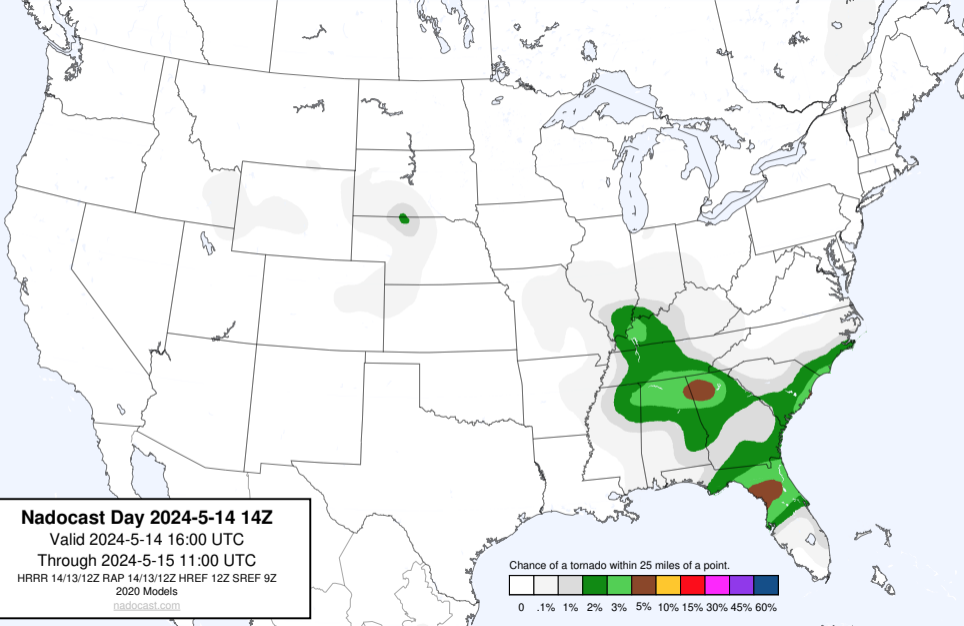 Nadocast Day 2024-5-14 14Z
Valid 2024-5-14 16:00 UTC
Through 2024-5-15 11:00 UTC
HRRR 14/13/12Z RAP 14/13/12Z HREF 12Z SREF 9Z
2020 Models
nadocast.com
Chance of a tornado within 25 miles of a point.
0 .1% 1% 2% 3% 5% 10% 15% 30% 45% 60%